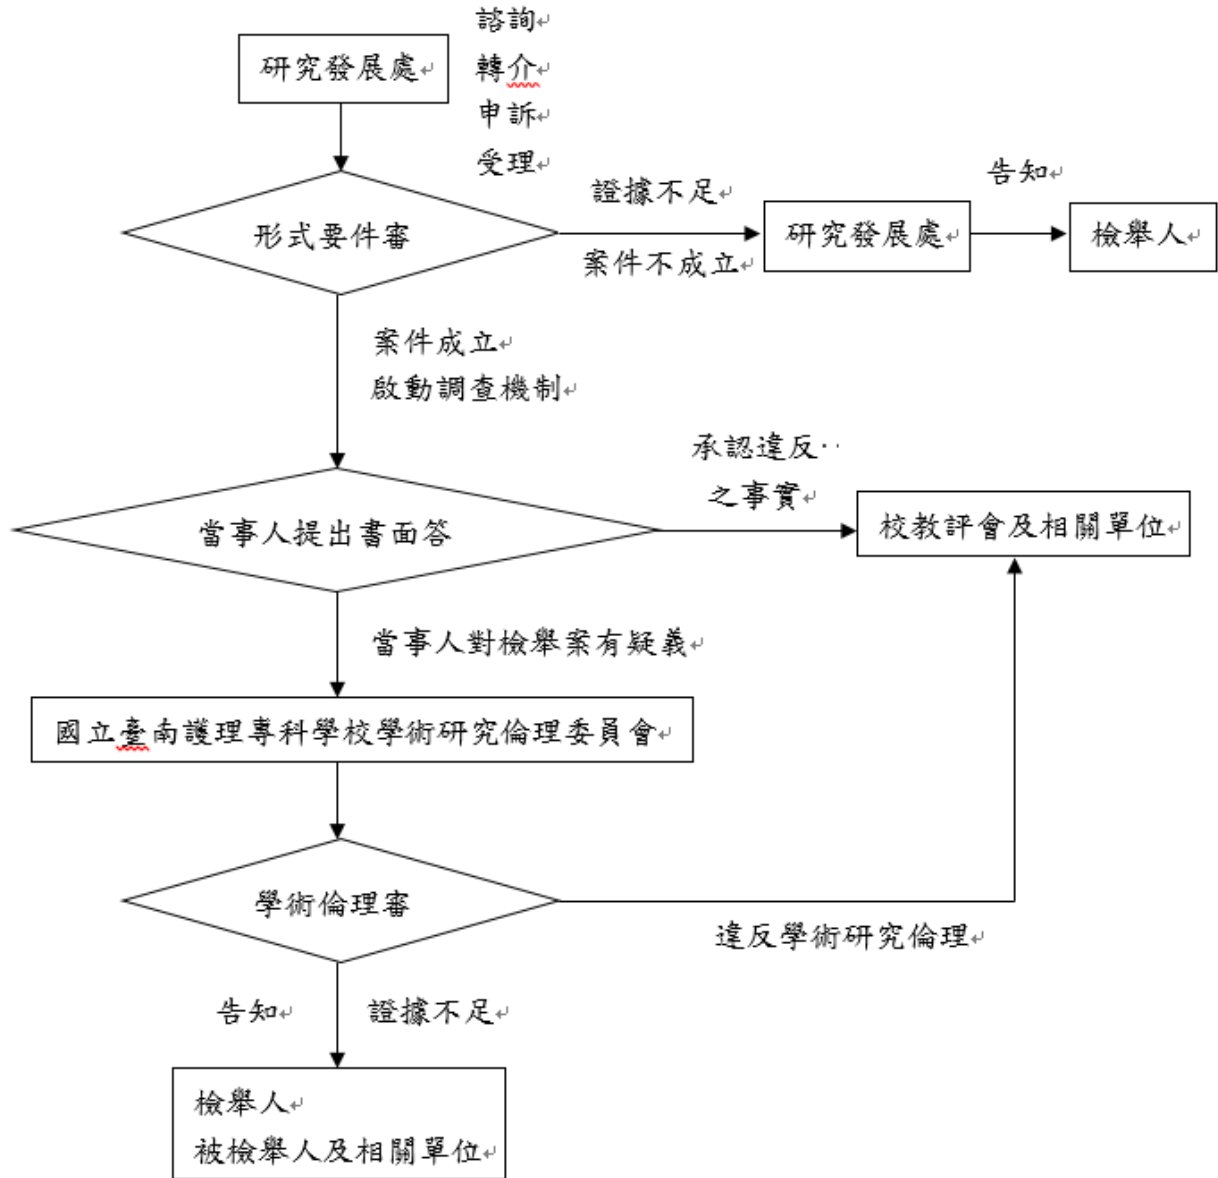 諮詢
研究發展處
轉介
申訴
受理
告知
證據不足
形式要件審
研究發展處
檢舉人
案件不成立
案件成立
啟動調查機制
承認違反
之事實
當事人提出書面答
校教評會及相關單位
當事人對檢舉案有疑義
國立臺南護理專科學校學術研究倫理委員會
學術倫理審
違反學術研究倫理
告知
證據不足
檢舉人
被檢舉人及相關單位